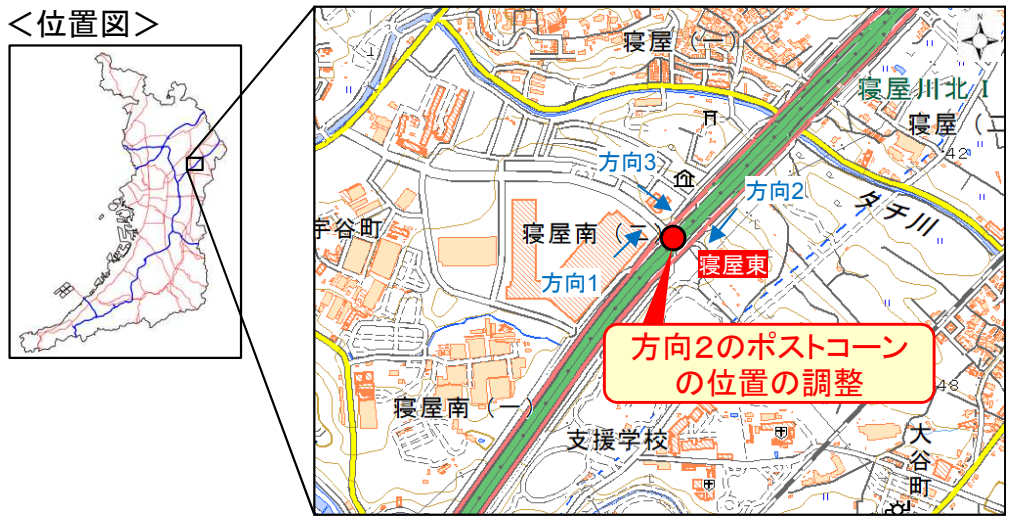 ＜位置図＞
N
寝屋（一）
寝屋川北Ⅰ
寝屋（
42
方向3
方向2
タチ川
宇谷町
寝屋南（二
寝屋東
方向1
方向2のポストコーン
の位置の調整
48
寝屋南（一）
支援学校
大谷町